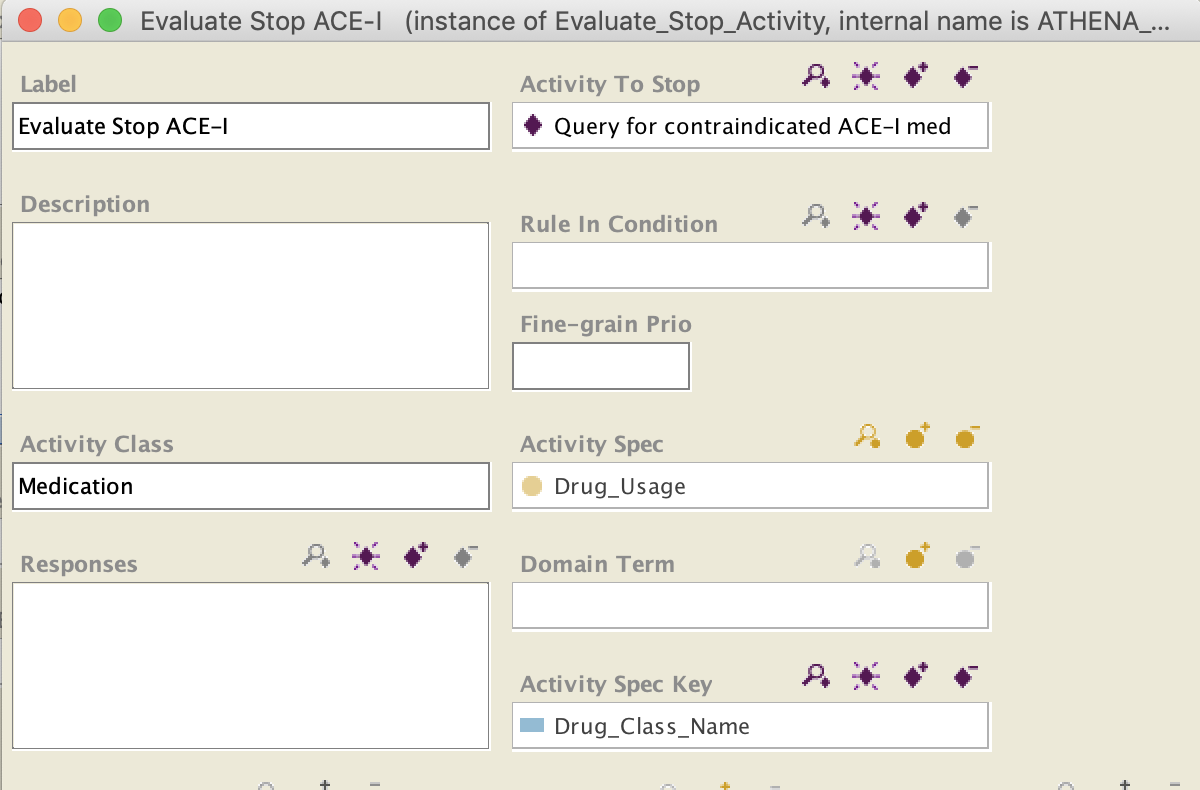 Evaluate Stop ACE-I (instance of Evaluate_Stop_Activity, internal name is ATHENA_...
Label
Evaluate Stop ACE-I
Activity To Stop
Query for contraindicated ACE-I med
Description
Rule In Condition
Fine-grain Prio
Activity Class
Medication
Activity Spec
Drug_Usage
Responses
Domain Term
Activity Spec Key
Drug_Class_Name